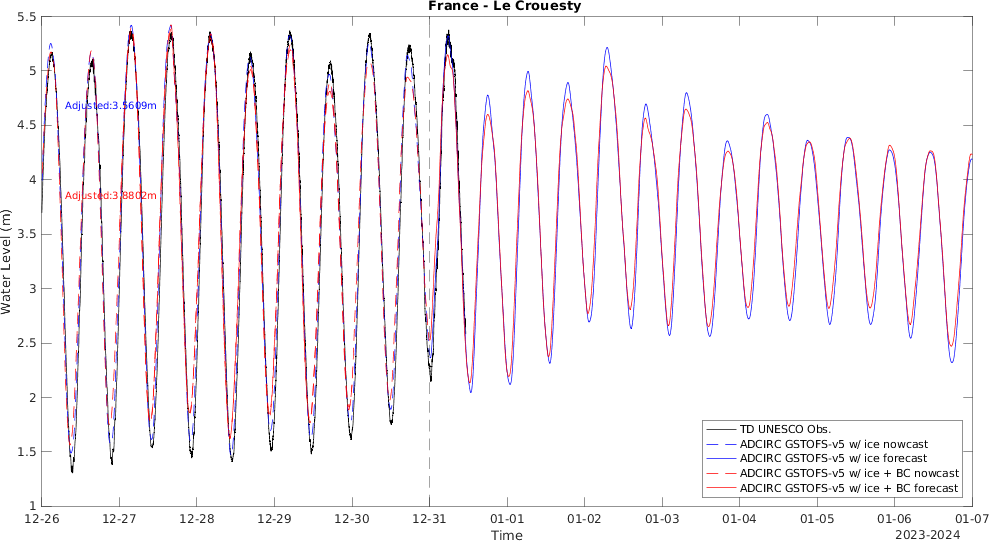 France - Le Crouesty
5.5
5
4.5
4
3.5
3
2.5
2
1.5
1
Water Level (m)
Adjusted:3.5609m
Adjusted:3.8802m
TD UNESCO Obs.
ADCIRC GSTOFS-v5 w/ ice nowcast
ADCIRC GSTOFS-v5 w/ ice forecast
ADCIRC GSTOFS-v5 w/ ice + BC nowcast
ADCIRC GSTOFS-v5 w/ ice + BC forecast
12-26 12-27 12-28 12-29 12-30 12-31 01-01 01-02 01-03 01-04 01-05 01-06 01-07
Time
2023-2024